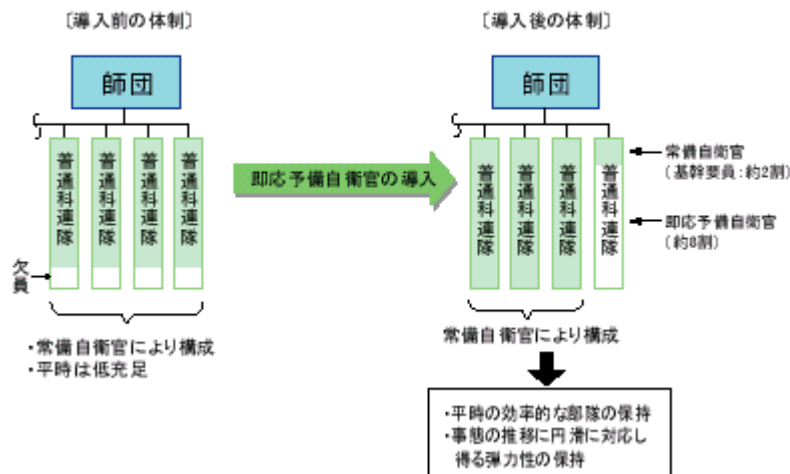 〔導入前の体制〕
師団
普通科連隊
普通科連隊
普通科連隊
普通科連隊
欠員
・常備自衛官により構成
・平時は低充足
即応予備自衛官の導入
〔導入後の体制〕
師団
普通科連隊
普通科連隊
普通科連隊
普通科連隊
常備自衛官
(基幹要員:約2割)
即応予備自衛官
(約8割)
常備自衛官により構成
・平時の効率的な部隊の保持
・事態の推移に円滑に対応し
得る弾力性の保持